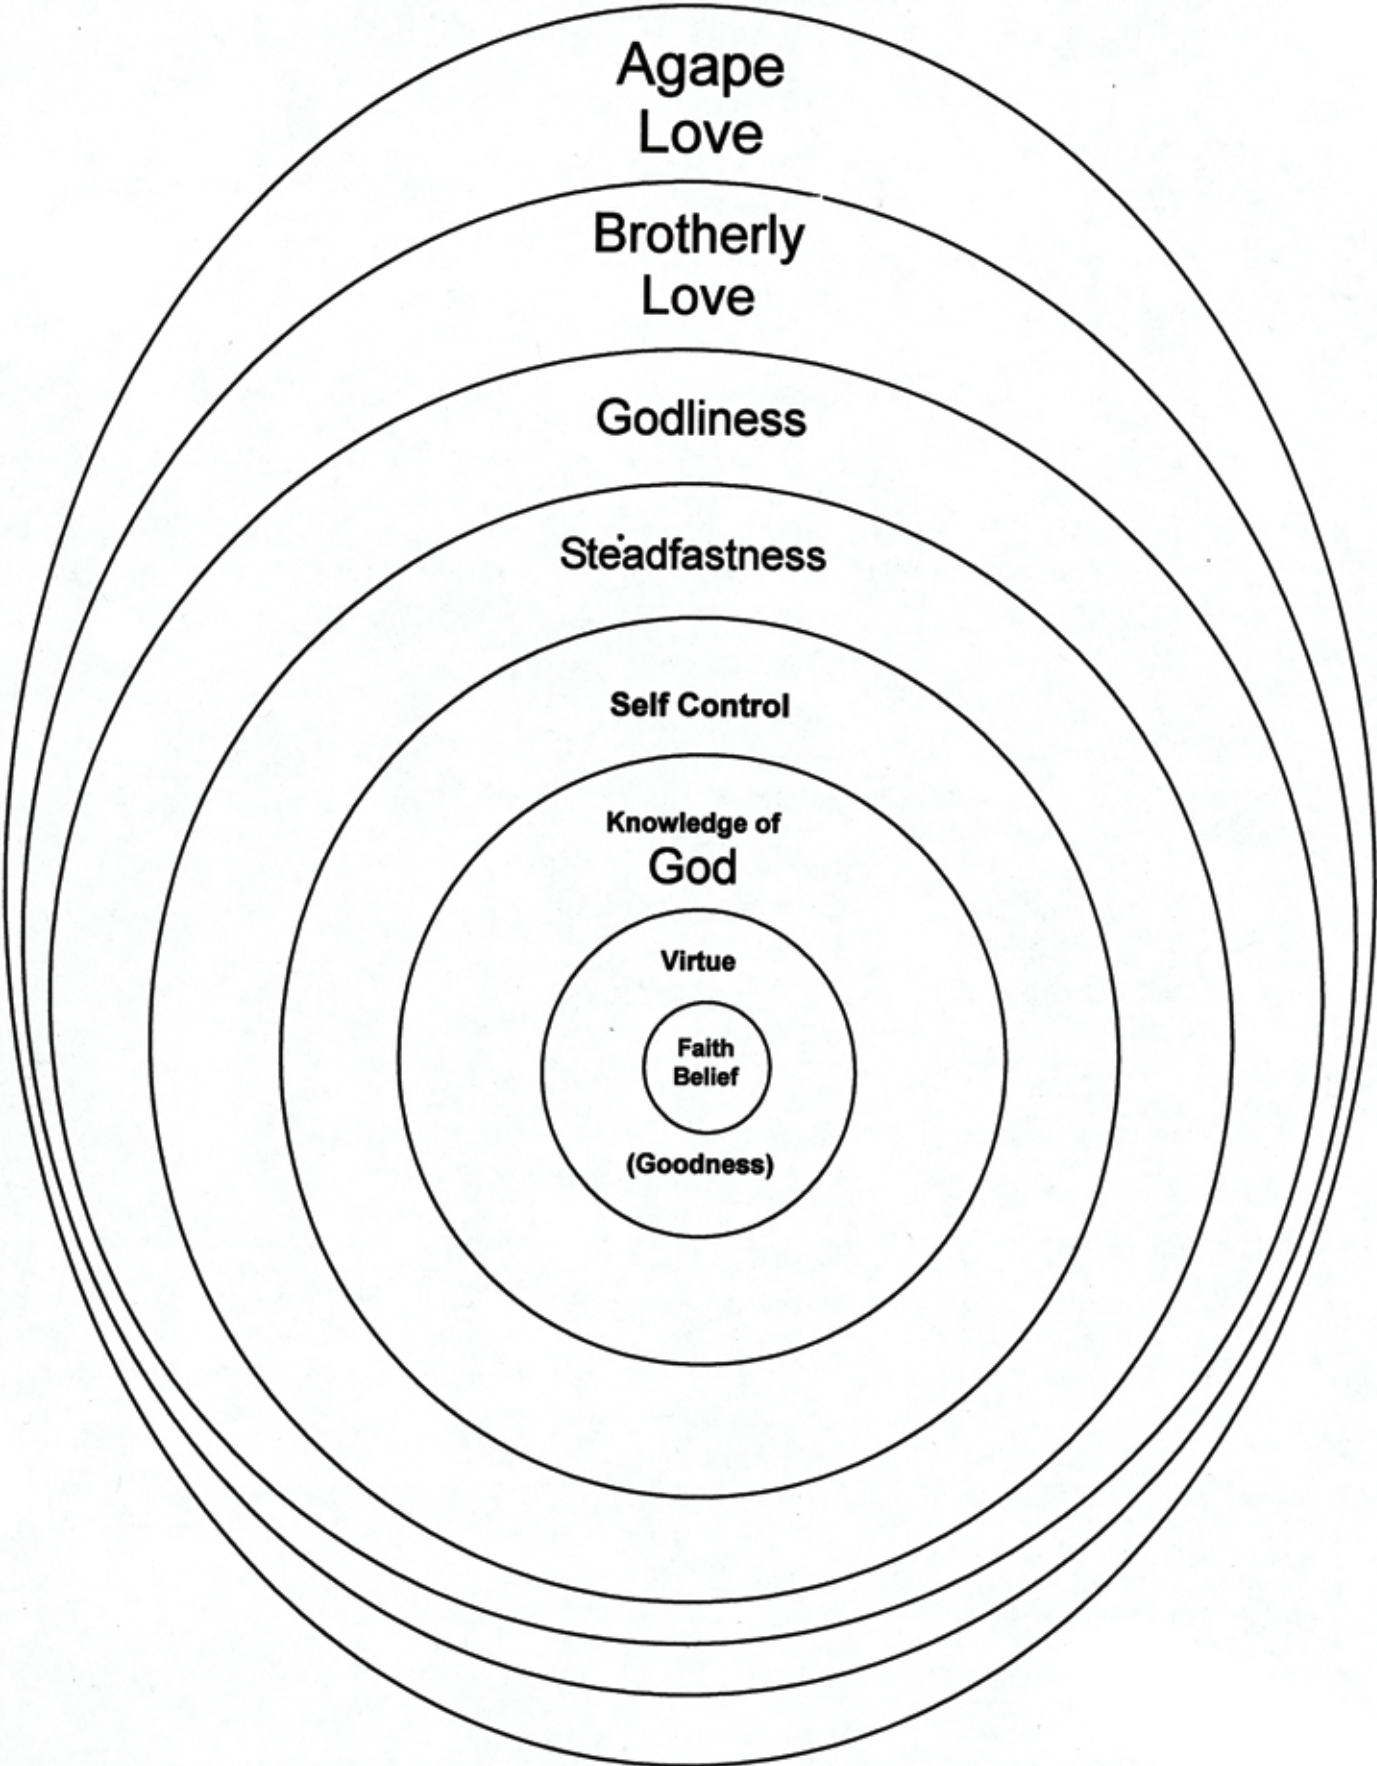 Agape
Love
Brotherly
Love
Godliness
Steadfastness
Self Control
Knowledge of
God
Virtue
Faith
Belief
(Goodness)